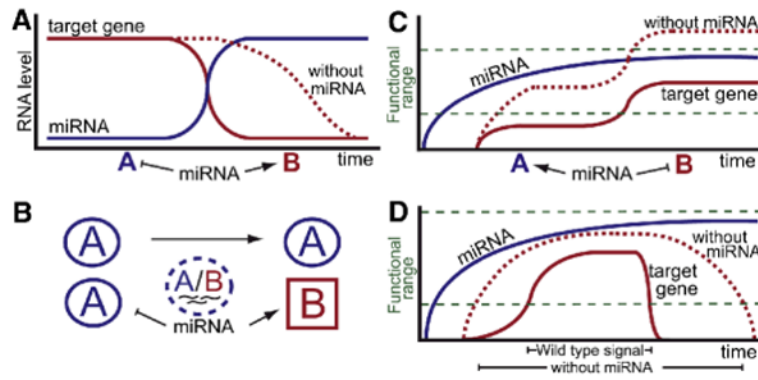 A
target gene
RNA level
without
miRNA
miRNA
time
A miRNA B
B
A A
A/B
A B
miRNA
C
without miRNA
Functional
range
miRNA
target gene
time
A miRNA B
D
Functional
range
miRNA
without
miRNA
target
gene
time
Wild type signal
without miRNA